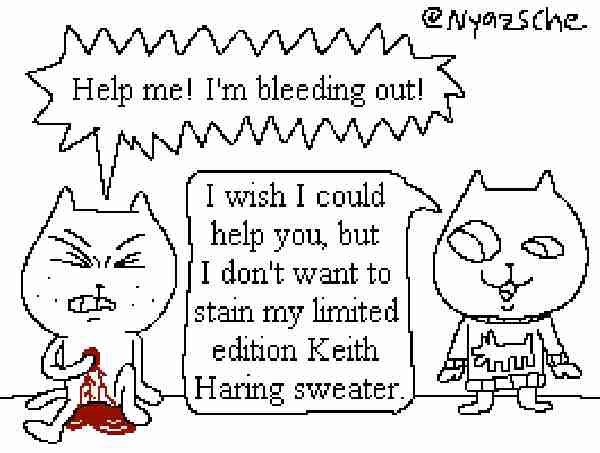 @Nyazsche
Help me! I'm bleeding out!
I wish I could
help you, but
I don't want to
stain my limited
edition Keith
Haring sweater.